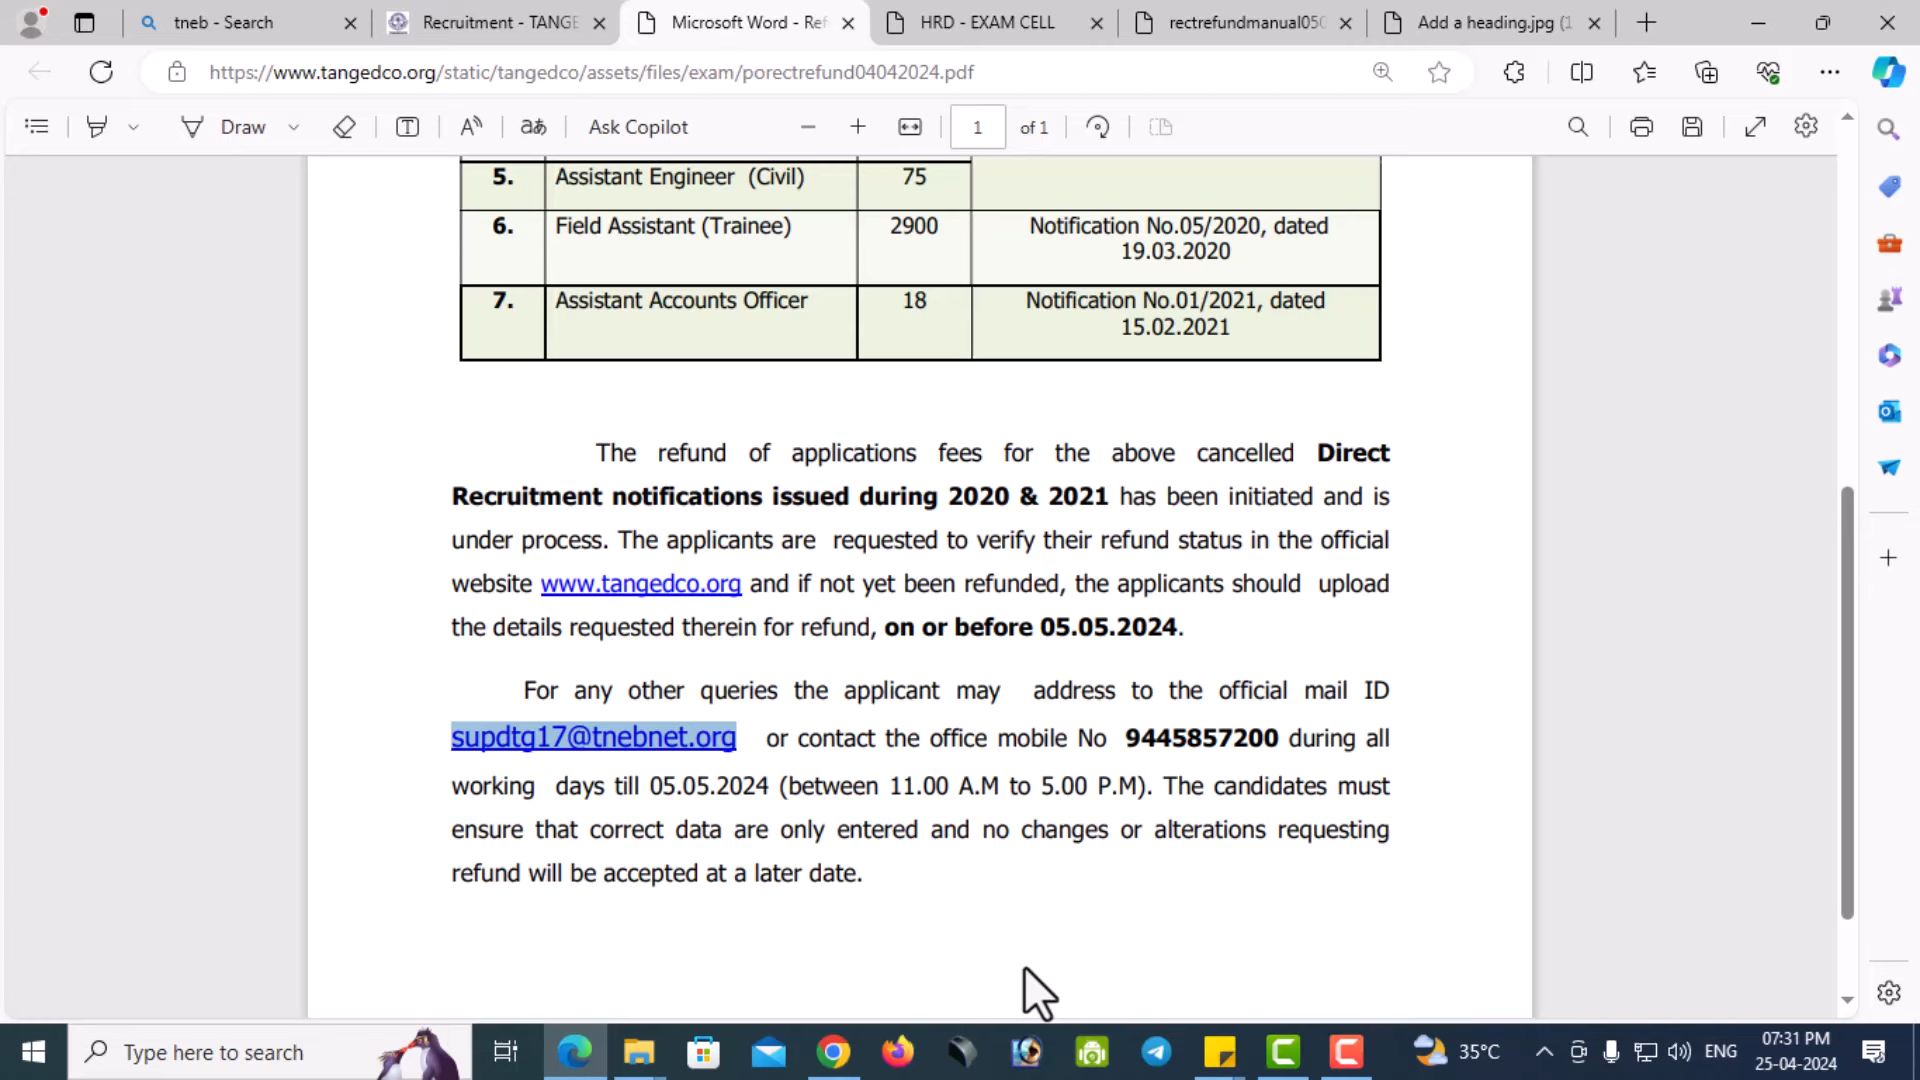 tneb - Search
Recruitment - TANGE
Microsoft Word - Ref
HRD - EXAM CELL
rectrefundmanual050
Add a heading.jpg (1
https://www.tangedco.org/static/tangedco/assets/files/exam/porectrefund04042024.pdf
Draw
Ask Copilot
1 of 1
5. Assistant Engineer (Civil) 75
6. Field Assistant (Trainee) 2900 Notification No.05/2020, dated
19.03.2020
7. Assistant Accounts Officer 18 Notification No.01/2021, dated
15.02.2021
The refund of applications fees for the above cancelled Direct
Recruitment notifications issued during 2020 & 2021 has been initiated and is
under process. The applicants are requested to verify their refund status in the official
website www.tangedco.org and if not yet been refunded, the applicants should upload
the details requested therein for refund, on or before 05.05.2024.
For any other queries the applicant may address to the official mail ID
supdtg17@tnebnet.org or contact the office mobile No 9445857200 during all
working days till 05.05.2024 (between 11.00 A.M to 5.00 P.M). The candidates must
ensure that correct data are only entered and no changes or alterations requesting
refund will be accepted at a later date.
Type here to search
35°C
ENG
07:31 PM
25-04-2024